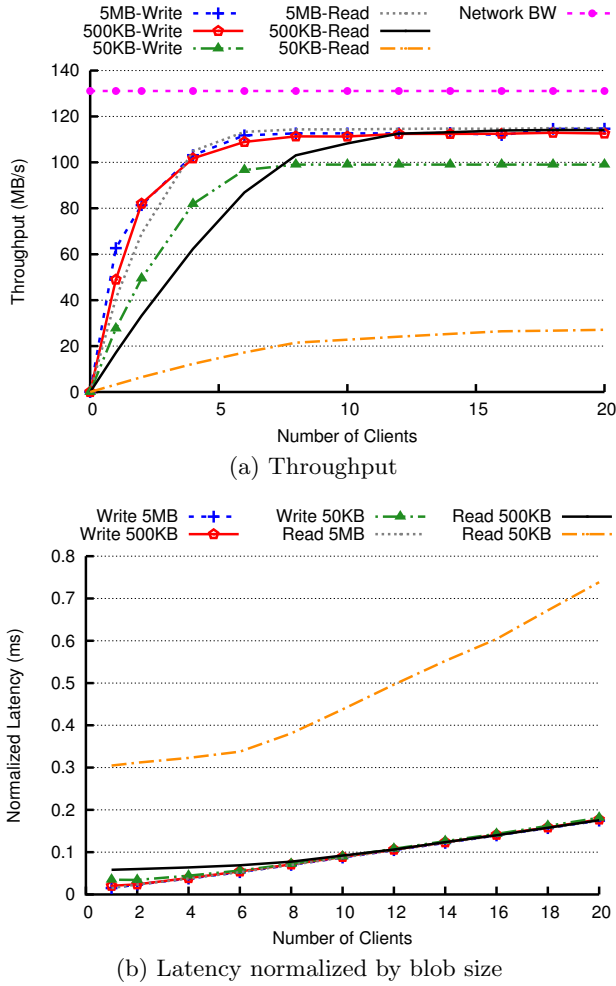 5MB-Write 5MB-Read Network BW
500KB-Write 500KB-Read
50KB-Write 50KB-Read
140
120
100
80
60
40
20
0
Throughput (MB/s)
0 5 10 15 20
Number of Clients
(a) Throughput
Write 5MB Write 50KB Read 500KB
Write 500KB Read 5MB Read 50KB
0.8
0.7
0.6
0.5
0.4
0.3
0.2
0.1
0
Normalized Latency (ms)
0 2 4 6 8 10 12 14 16 18 20
Number of Clients
(b) Latency normalized by blob size